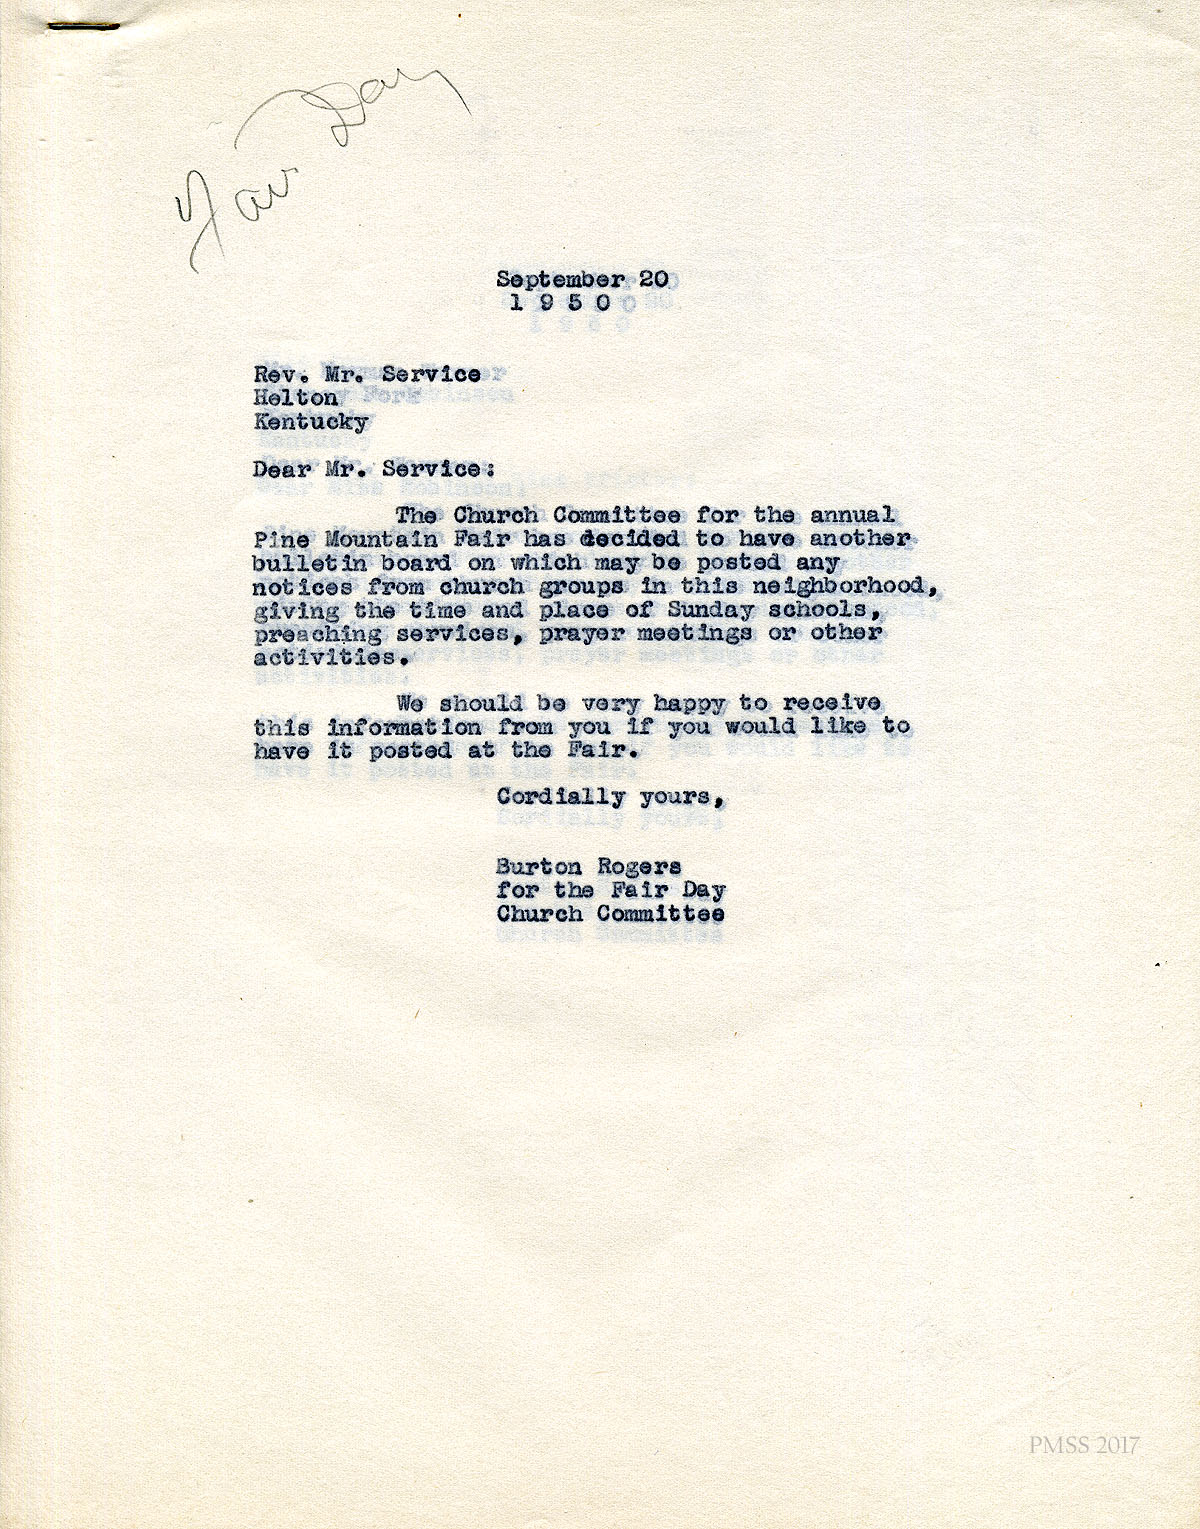 Fair Day
September 20
1 9 5 0
Rev. Mr. Service
Helton
Kentucky
Dear Mr. Service:
The Church Committee for the annual
Pine Mountain Fair has decided to have another
bulletin board on which may be posted any
notices from church groups in this neighborhood,
giving the time and place of Sunday schools,
preaching services, prayer meetings or other
activities.
We should be very happy to receive
this information from you if you would like to
have it posted at the Fair.
Cordially yours,
Burton Rogers
for the Fair Day
Church Committee
PMSS 2017